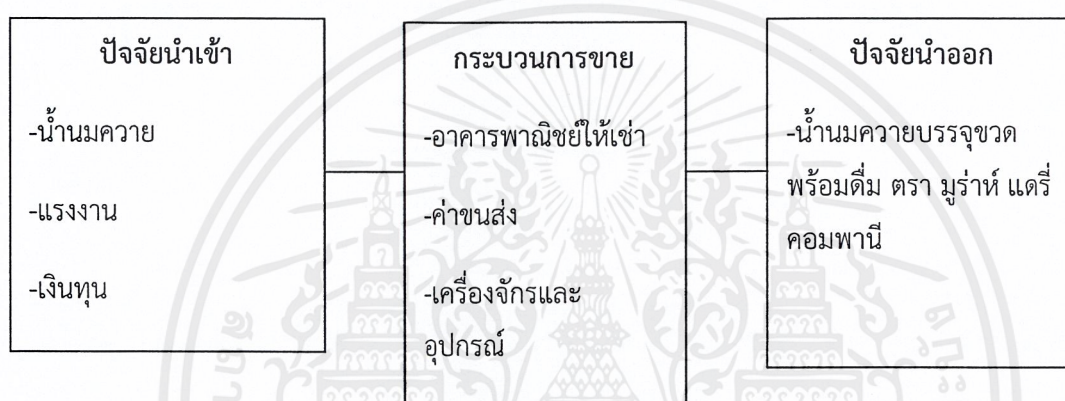 ปัจจัยนำเข้า
-น้ำนมควาย
-แรงงาน
-เงินทุน
กระบวนการขาย
-อาคารพาณิชย์ให้เช่า
-ค่าขนส่ง
-เครื่องจักรและ
อุปกรณ์
ปัจจัยนำออก
-น้ำนมควายบรรจุขวด
พร้อมดื่ม ตรา มูร่าห์ แดรี่
คอมพานี